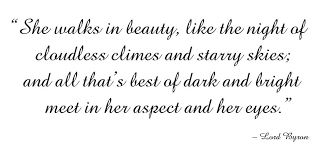 “She walks in beauty, like the night of
cloudless climes and starry skies;
and all that’s best of dark and bright
meet in her aspect and her eyes.”
– Lord Byron